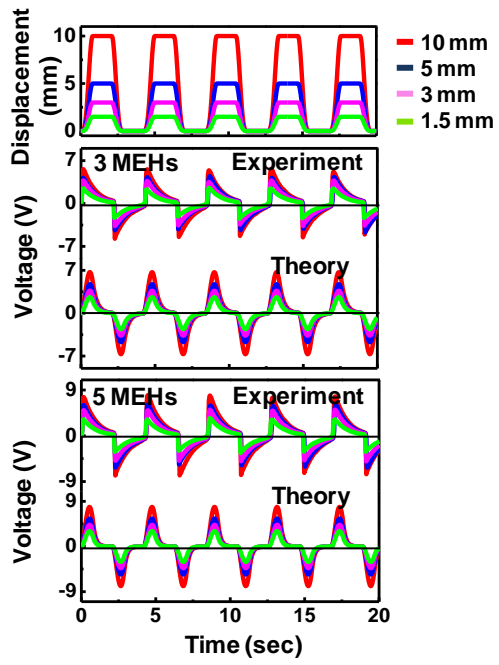 Displacement
(mm)
10
5
0
10 mm
5 mm
3 mm
1.5 mm
Voltage (V)
7
0
-7
7
0
-7
3 MEHs
Experiment
Theory
Voltage (V)
9
0
-9
9
0
-9
5 MEHs
Experiment
Theory
0
5
10
15
20
Time (sec)